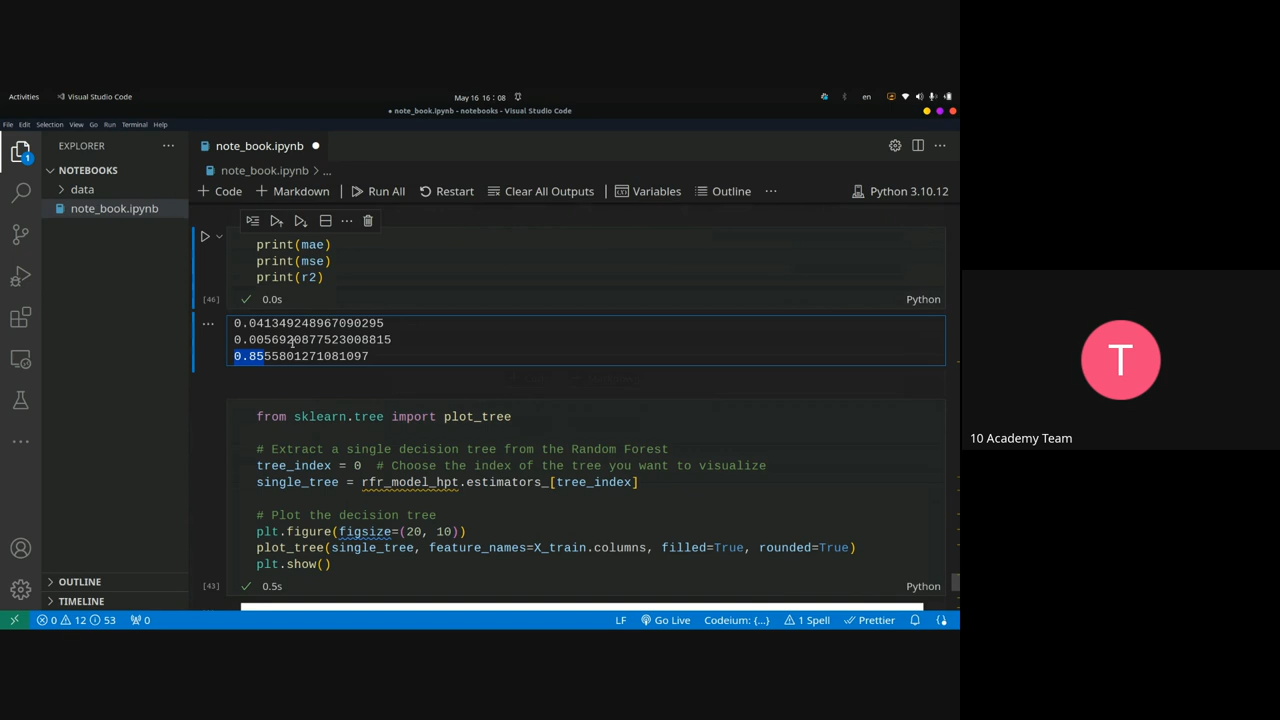 Activities Visual Studio Code May 16 16:08 en
● note_book.ipynb - notebooks - Visual Studio Code
File Edit Selection View Go Run Terminal Help
EXPLORER
NOTEBOOKS
data
note_book.ipynb
OUTLINE
TIMELINE
1
note_book.ipynb
note_book.ipynb > ...
+ Code + Markdown Run All Restart Clear All Outputs Variables Outline ... Python 3.10.12
print(mae)
print(mse)
print(r2)
[46] 0.0s Python
0.041349248967090295
0.0056920877523008815
0.8555801271081097
from sklearn.tree import plot_tree
# Extract a single decision tree from the Random Forest
tree_index = 0 # Choose the index of the tree you want to visualize
single_tree = rfr_model_hpt.estimators_[tree_index]
# Plot the decision tree
plt.figure(figsize=(20, 10))
plot_tree(single_tree, feature_names=X_train.columns, filled=True, rounded=True)
plt.show()
[43] 0.5s Python
0 12 53 0 LF Go Live Codeium: {...} 1 Spell Prettier
T
10 Academy Team